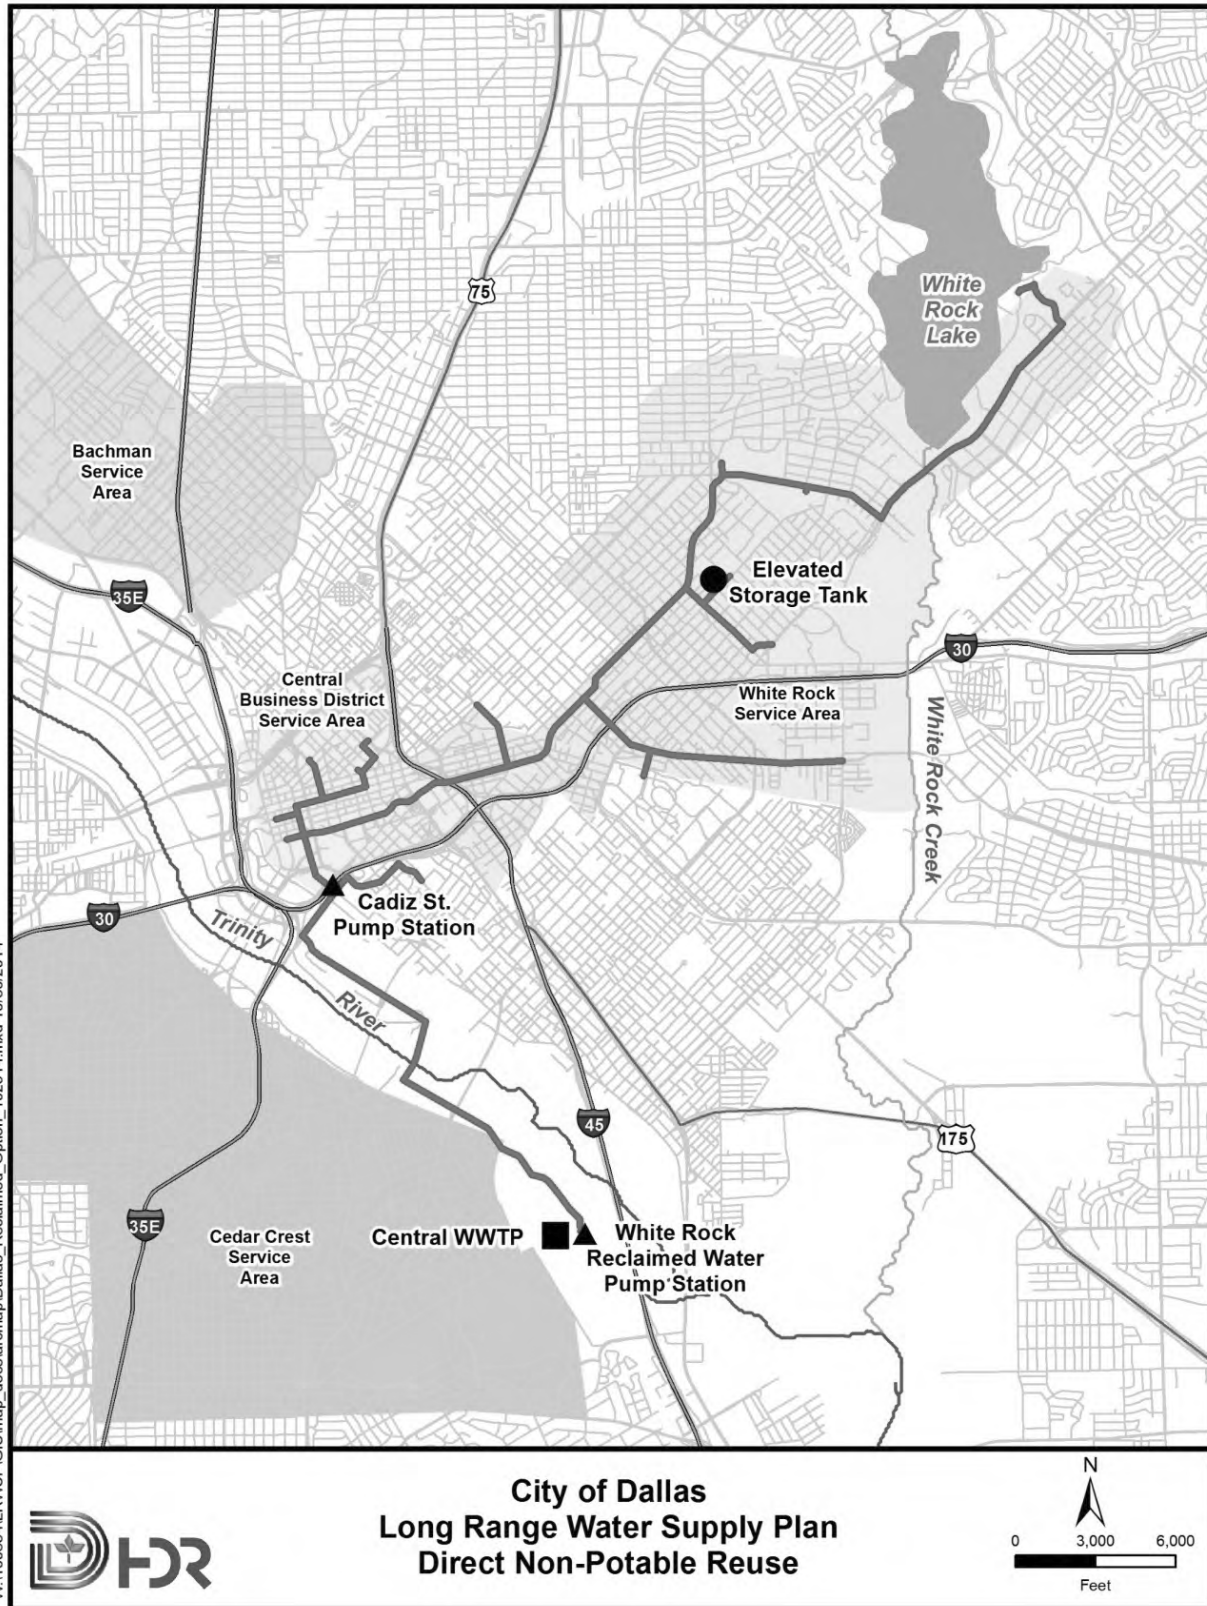 75
White
Rock
Lake
Bachman
Service
Area
35E
Elevated
Storage Tank
30
Central
Business District
Service Area
White Rock
Service Area
White Rock Creek
Cadiz St.
Pump Station
30
Trinity
River
45
175
35E
Cedar Crest
Service
Area
Central WWTP
White Rock
Reclaimed Water
Pump Station
City of Dallas
Long Range Water Supply Plan
Direct Non-Potable Reuse
HDR
N
0 3,000 6,000
Feet